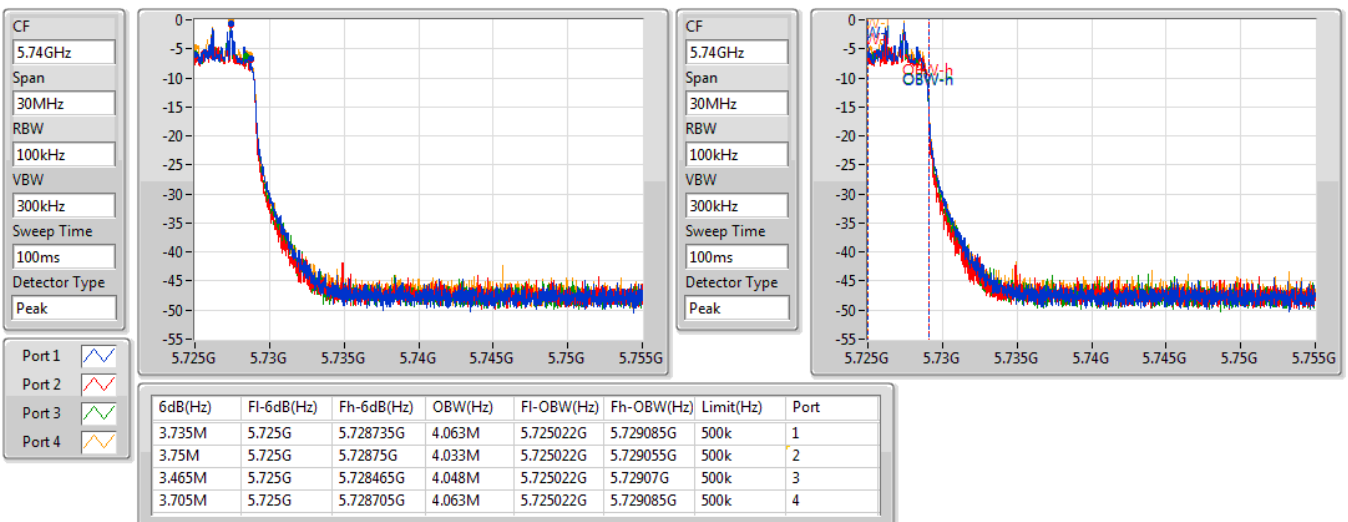 CF
5.74GHz
Span
30MHz
RBW
100kHz
VBW
300kHz
Sweep Time
100ms
Detector Type
Peak
0
-5
-10
-15
-20
-25
-30
-35
-40
-45
-50
-55
5.725G 5.73G 5.735G 5.74G 5.745G 5.75G 5.755G
CF
5.74GHz
Span
30MHz
RBW
100kHz
VBW
300kHz
Sweep Time
100ms
Detector Type
Peak
0
-5
-10
-15
-20
-25
-30
-35
-40
-45
-50
-55
OBW-h
OBW-h
5.725G 5.73G 5.735G 5.74G 5.745G 5.75G 5.755G
Port 1
Port 2
Port 3
Port 4
6dB(Hz) Fl-6dB(Hz) Fh-6dB(Hz) OBW(Hz) Fl-OBW(Hz) Fh-OBW(Hz) Limit(Hz) Port
3.735M 5.725G 5.728735G 4.063M 5.725022G 5.729085G 500k 1
3.75M 5.725G 5.72875G 4.033M 5.725022G 5.729055G 500k 2
3.465M 5.725G 5.728465G 4.048M 5.725022G 5.72907G 500k 3
3.705M 5.725G 5.728705G 4.063M 5.725022G 5.729085G 500k 4